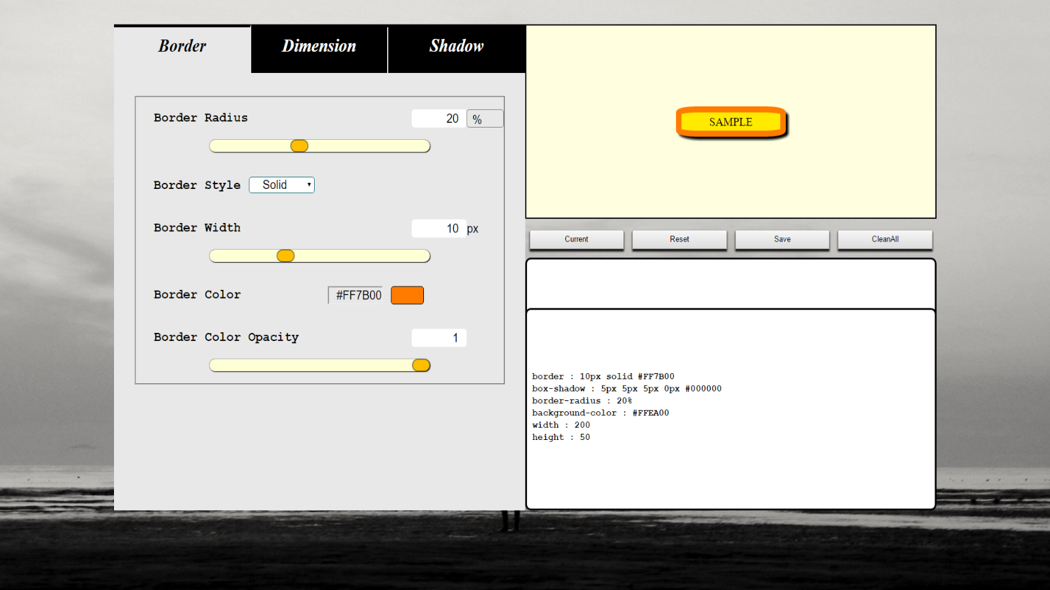 Border
Dimension
Shadow
Border Radius 20 %
Border Style Solid
Border Width 10 px
Border Color #FF7B00
Border Color Opacity 1
SAMPLE
Current
Reset
Save
CleanAll
border : 10px solid #FF7B00
box-shadow : 5px 5px 5px 0px #000000
border-radius : 20%
background-color : #FFEA00
width : 200
height : 50